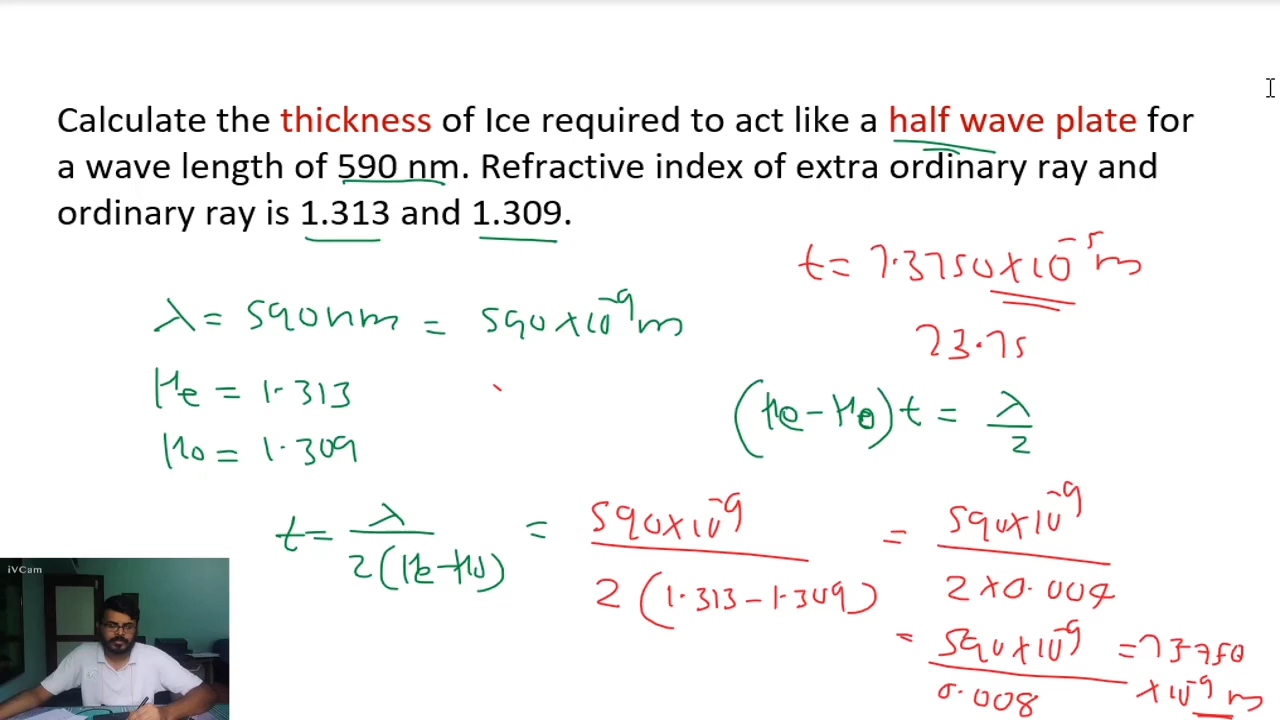 Calculate the thickness of Ice required to act like a half wave plate for
a wave length of 590 nm. Refractive index of extra ordinary ray and
ordinary ray is 1.313 and 1.309.
t = 7.3750×10⁻⁵ m
λ = 590nm = 590×10⁻⁹ m
73.75
μe = 1.313
(μe - μo) t = λ/2
μo = 1.309
t = λ/2(μe-μo) = 590×10⁻⁹/2(1.313-1.309) = 590×10⁻⁹/2×0.004
= 590×10⁻⁹/0.008 = 73750
×10⁻⁹ m
iVCam